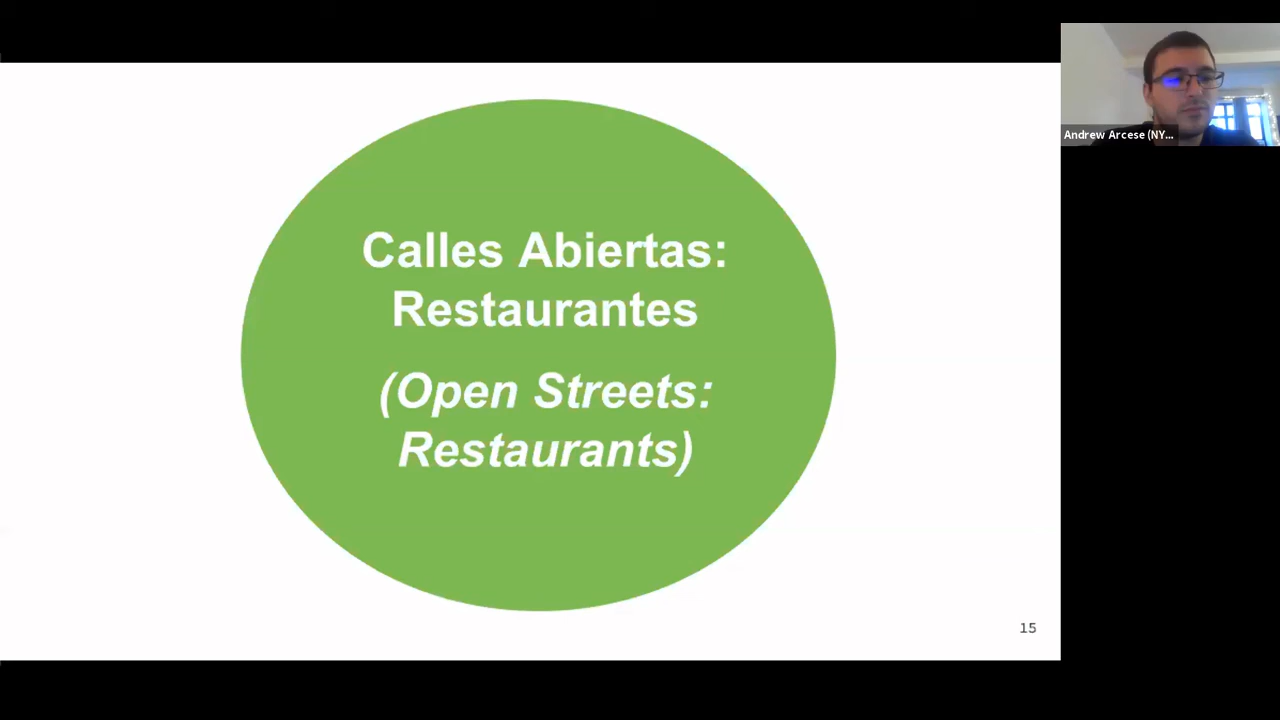 Calles Abiertas:
Restaurantes
(Open Streets:
Restaurants)
15
Andrew Arcese (NY...